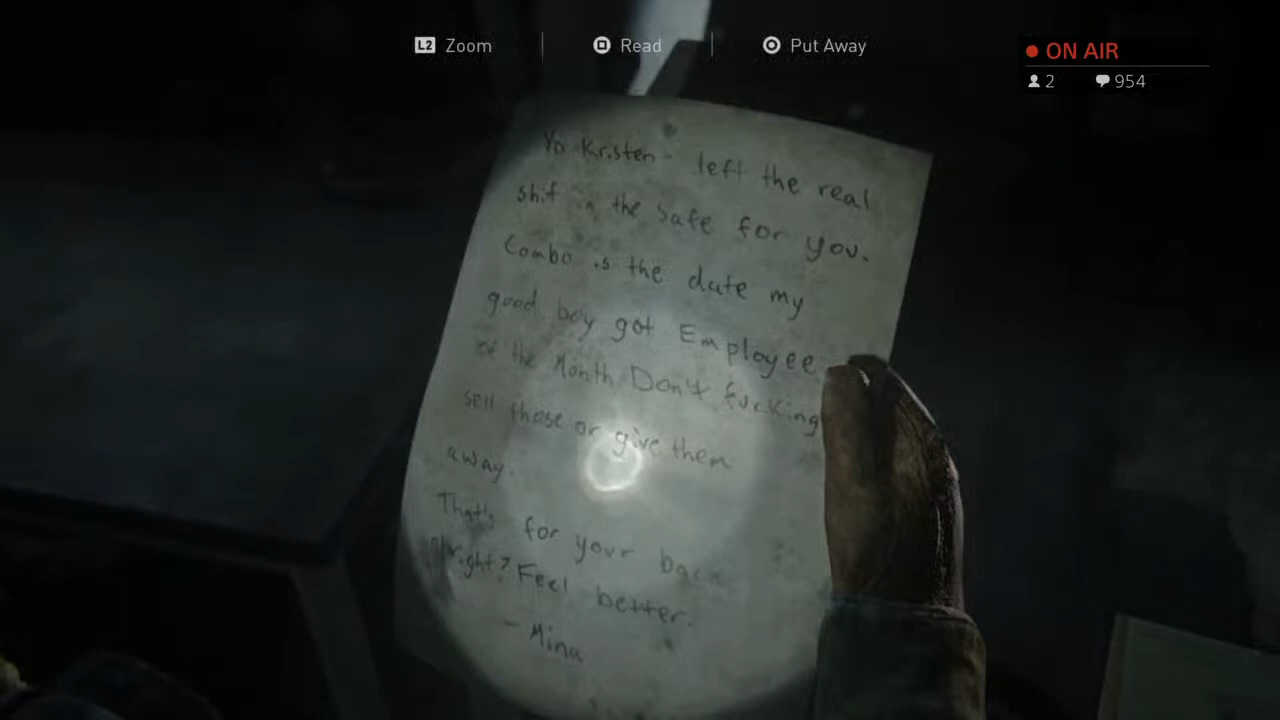 L2 Zoom | Read | Put Away
ON AIR
2 954
Yo Kristen - left the real
shit in the safe for you.
Combo is the date my
good boy got Employee
of the Month. Don't fucking
sell those or give them
away.
That's for your back
alright? Feel better.
- Mina